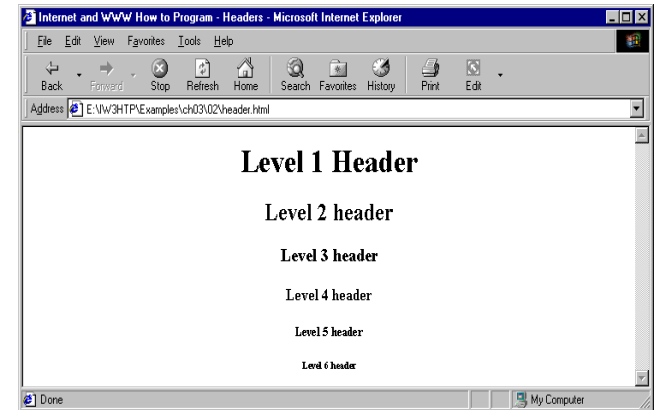 Internet and WWW How to Program - Headers - Microsoft Internet Explorer
File Edit View Favorites Tools Help
Back Forward Stop Refresh Home Search Favorites History Print Edit
Address E:\IW3HTP\Examples\ch03\02\header.html
Level 1 Header
Level 2 header
Level 3 header
Level 4 header
Level 5 header
Level 6 header
Done My Computer